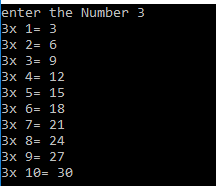 enter the Number 3
3x 1= 3
3x 2= 6
3x 3= 9
3x 4= 12
3x 5= 15
3x 6= 18
3x 7= 21
3x 8= 24
3x 9= 27
3x 10= 30